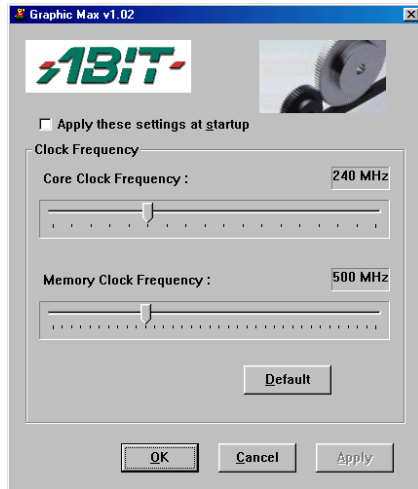 Graphic Max v1.02
ABIT
Apply these settings at startup
Clock Frequency
Core Clock Frequency :
240 MHz
Memory Clock Frequency :
500 MHz
Default
OK
Cancel
Apply